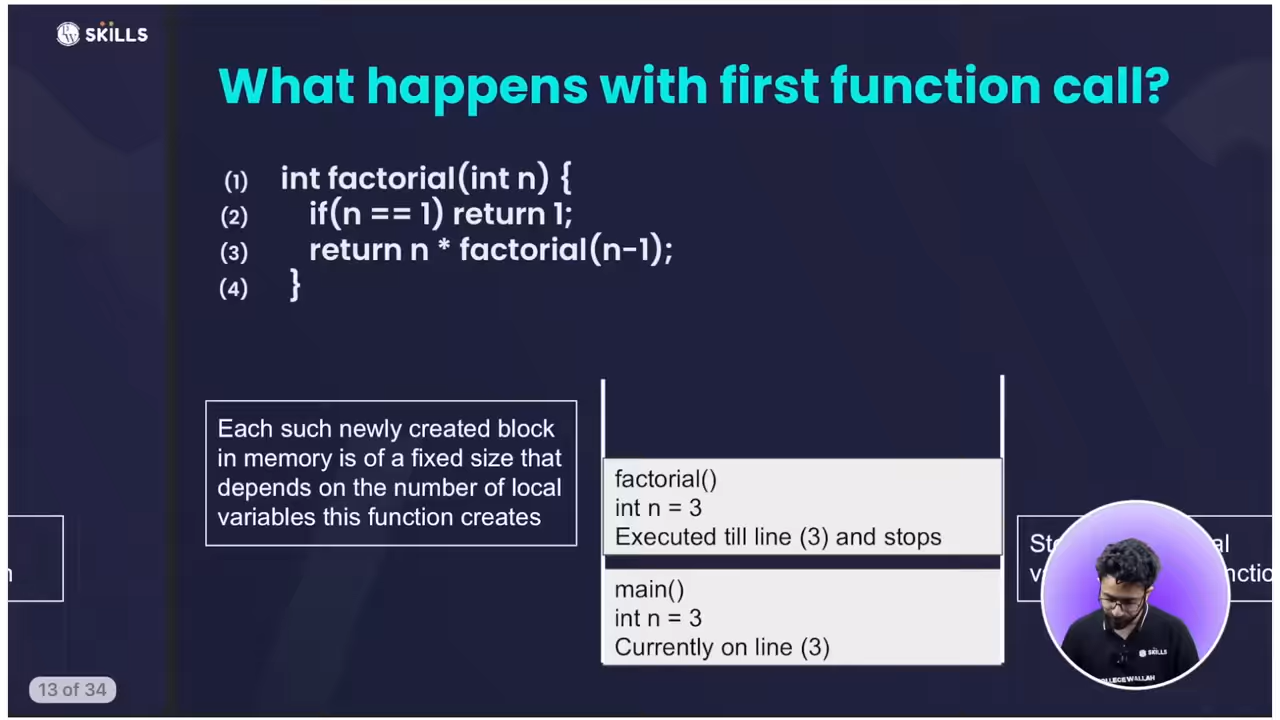 SKILLS
What happens with first function call?
(1) int factorial(int n) {
(2) if(n == 1) return 1;
(3) return n * factorial(n-1);
(4) }
Each such newly created block
in memory is of a fixed size that
depends on the number of local
variables this function creates
factorial()
int n = 3
Executed till line (3) and stops
main()
int n = 3
Currently on line (3)
SKILLS
13 of 34